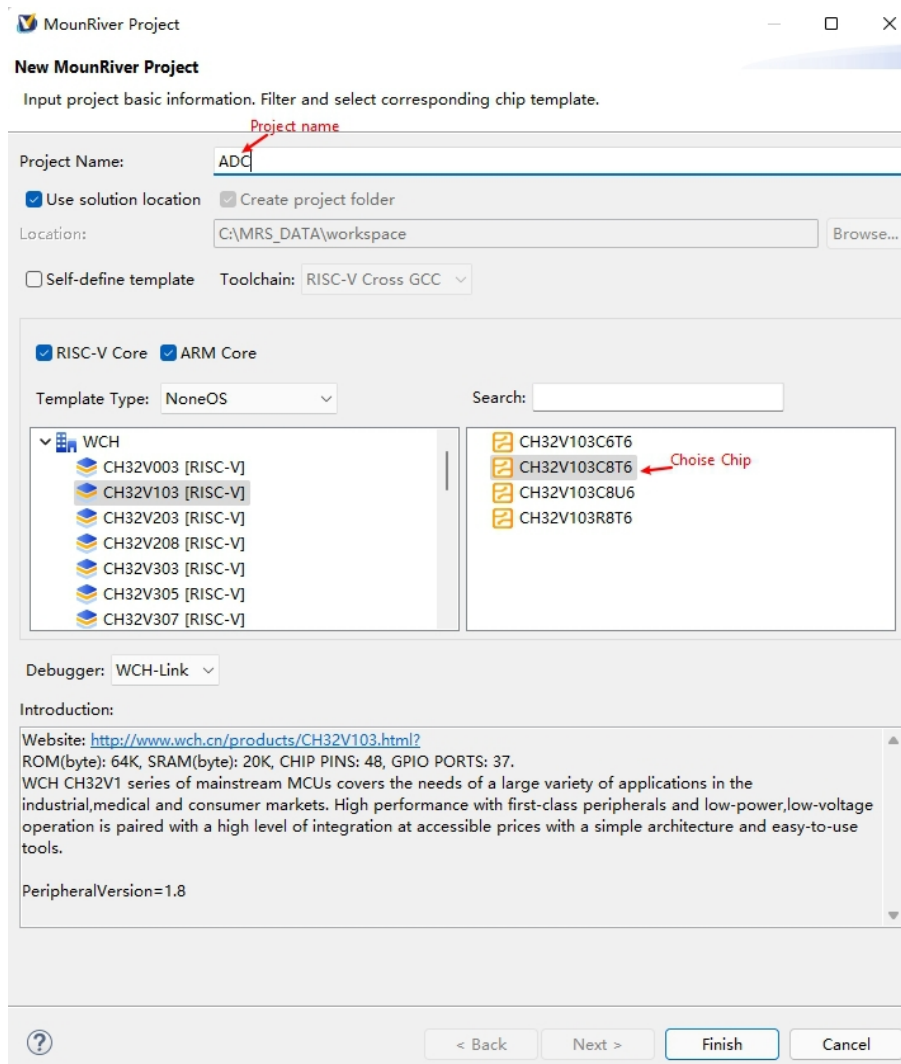 MounRiver Project
New MounRiver Project
Input project basic information. Filter and select corresponding chip template.
Project name
Project Name: ADC
Use solution location Create project folder
Location: C:\MRS_DATA\workspace Browse...
Self-define template Toolchain: RISC-V Cross GCC
RISC-V Core ARM Core
Template Type: NoneOS Search:
WCH
CH32V003 [RISC-V]
CH32V103 [RISC-V]
CH32V203 [RISC-V]
CH32V208 [RISC-V]
CH32V303 [RISC-V]
CH32V305 [RISC-V]
CH32V307 [RISC-V]
CH32V103C6T6
CH32V103C8T6 Choise Chip
CH32V103C8U6
CH32V103R8T6
Debugger: WCH-Link
Introduction:
Website: http://www.wch.cn/products/CH32V103.html?
ROM(byte): 64K, SRAM(byte): 20K, CHIP PINS: 48, GPIO PORTS: 37.
WCH CH32V1 series of mainstream MCUs covers the needs of a large variety of applications in the
industrial,medical and consumer markets. High performance with first-class peripherals and low-power,low-voltage
operation is paired with a high level of integration at accessible prices with a simple architecture and easy-to-use
tools.
PeripheralVersion=1.8
? < Back Next > Finish Cancel